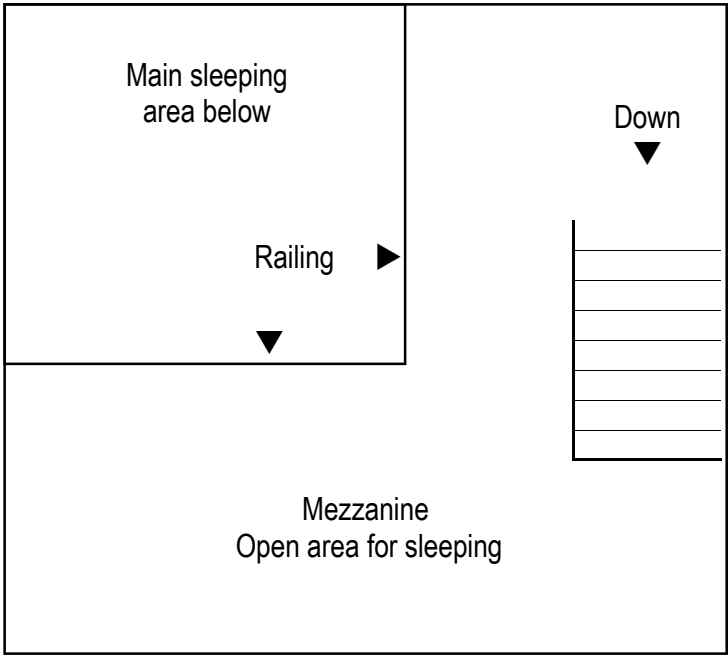 Main sleeping
area below
Down
Railing
Mezzanine
Open area for sleeping